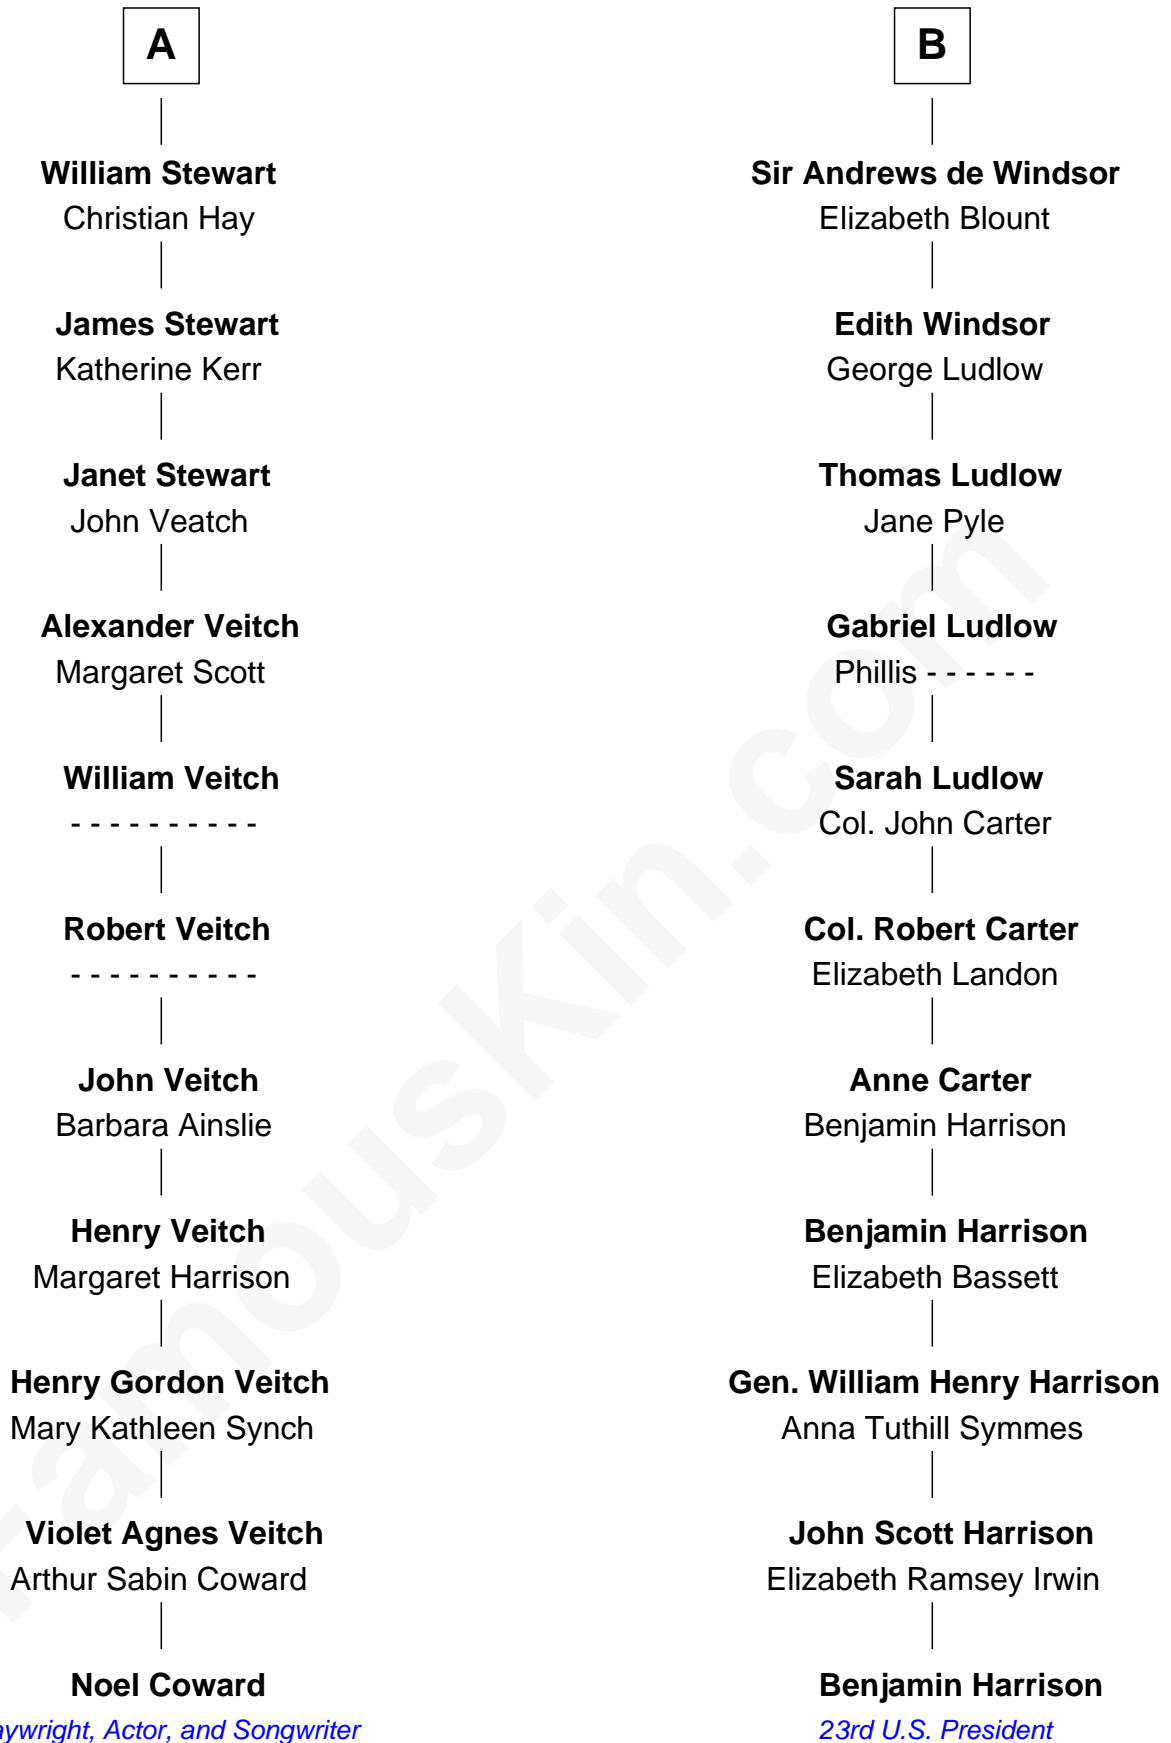 A
William Stewart
Christian Hay
James Stewart
Katherine Kerr
Janet Stewart
John Veatch
Alexander Veitch
Margaret Scott
William Veitch
- - - - - - - - - -
Robert Veitch
- - - - - - - - - -
John Veitch
Barbara Ainslie
Henry Veitch
Margaret Harrison
Henry Gordon Veitch
Mary Kathleen Synch
Violet Agnes Veitch
Arthur Sabin Coward
Noel Coward
aywright, Actor, and Songwriter
B
Sir Andrews de Windsor
Elizabeth Blount
Edith Windsor
George Ludlow
Thomas Ludlow
Jane Pyle
Gabriel Ludlow
Phillis - - - - - -
Sarah Ludlow
Col. John Carter
Col. Robert Carter
Elizabeth Landon
Anne Carter
Benjamin Harrison
Benjamin Harrison
Elizabeth Bassett
Gen. William Henry Harrison
Anna Tuthill Symmes
John Scott Harrison
Elizabeth Ramsey Irwin
Benjamin Harrison
23rd U.S. President
FamousKin.com